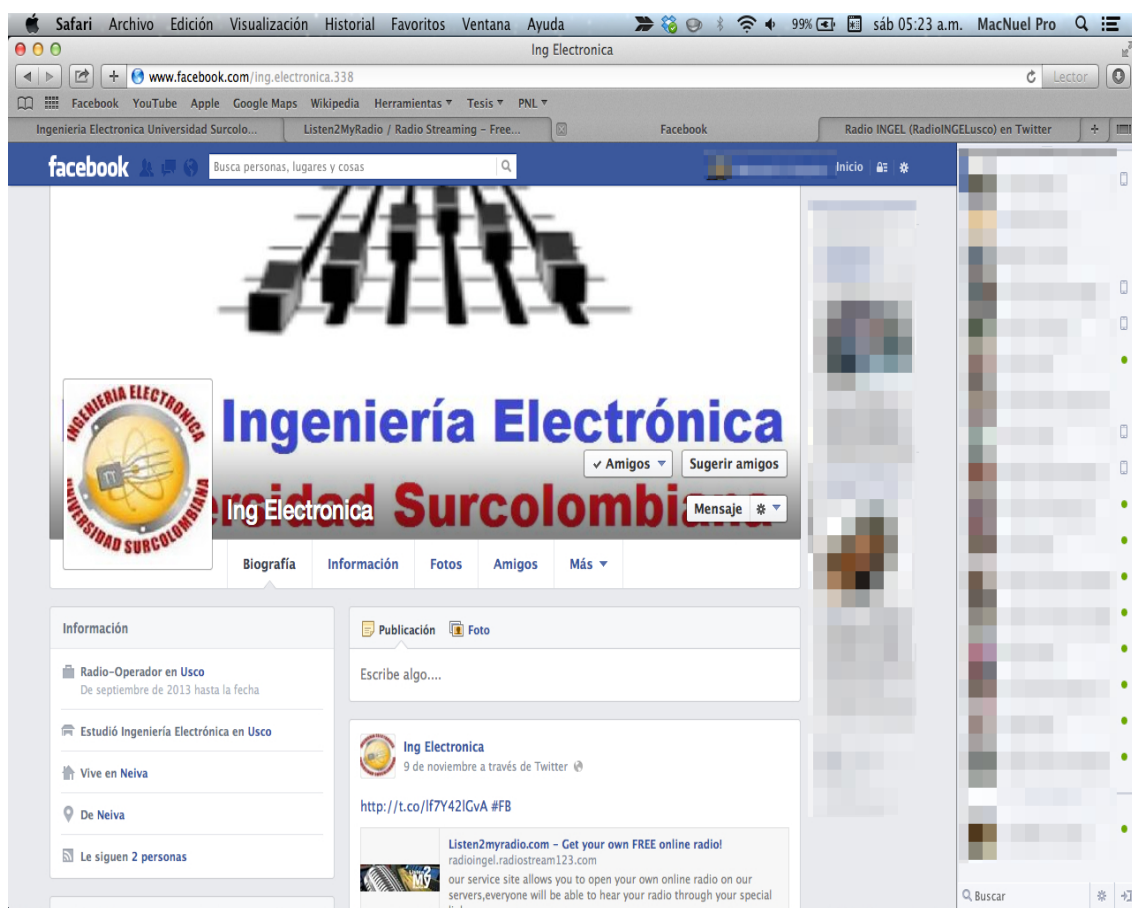 Safari Archivo Edición Visualización Historial Favoritos Ventana Ayuda 99% sáb 05:23 a.m. MacNuel Pro
Ing Electronica
www.facebook.com/ing.electronica.338 Lector
Facebook YouTube Apple Google Maps Wikipedia Herramientas Tesis PNL
Ingenieria Electronica Universidad Surcolo... Listen2MyRadio / Radio Streaming – Free... Facebook Radio INGEL (RadioINGELusco) en Twitter
facebook Busca personas, lugares y cosas Inicio
INGENIERIA ELECTRONICA
UNIVERSIDAD SURCOLOMBIANA
Ingeniería Electrónica
Amigos Sugerir amigos
ersidad Surcolombiana
Ing Electronica
Mensaje
Biografía Información Fotos Amigos Más
Información
Publicación Foto
Radio-Operador en Usco
De septiembre de 2013 hasta la fecha
Escribe algo....
Estudió Ingeniería Electrónica en Usco
Ing Electronica
9 de noviembre a través de Twitter
Vive en Neiva
De Neiva
http://t.co/lf7Y42lGvA #FB
Le siguen 2 personas
Listen2myradio.com – Get your own FREE online radio!
radioingel.radiostream123.com
our service site allows you to open your own online radio on our
servers,everyone will be able to hear your radio through your special
Buscar